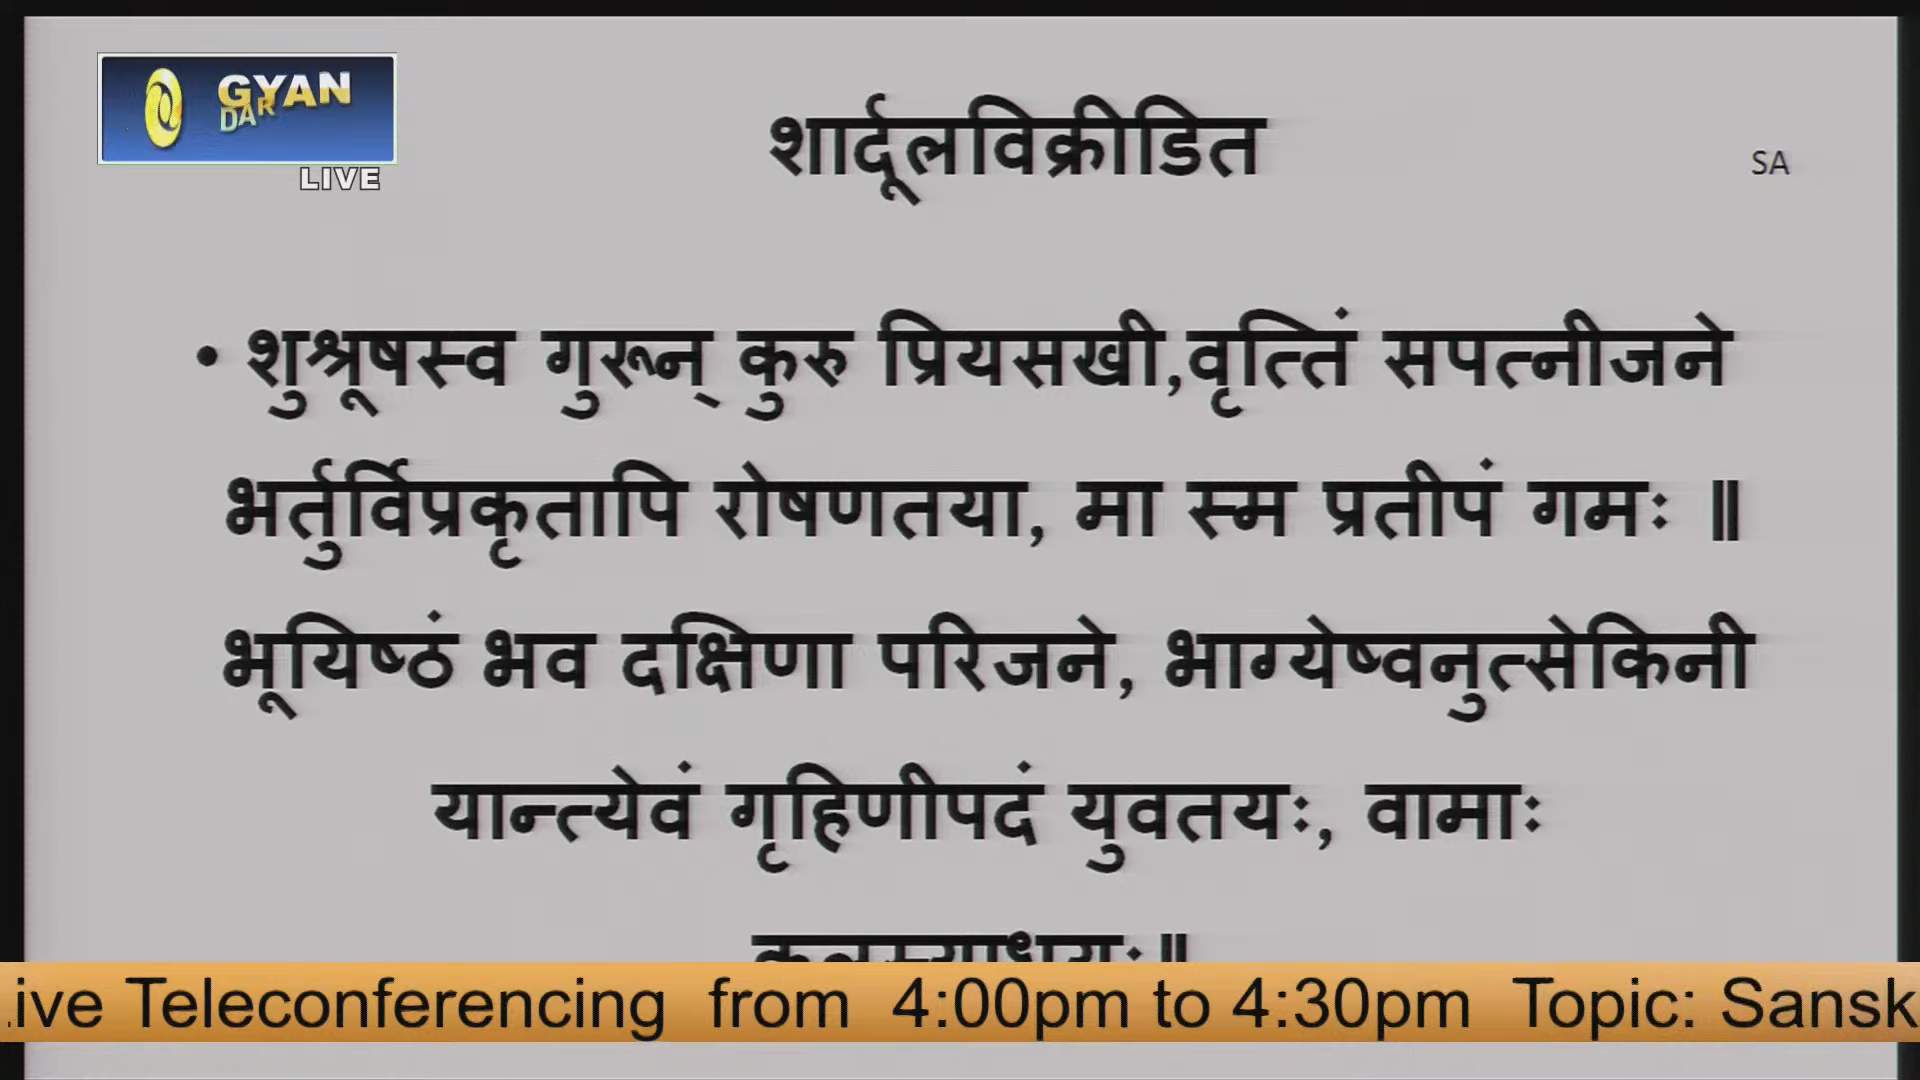 GYAN
DAR
LIVE
शार्दूलविक्रीडित
SA
• शुश्रूषस्व गुरून् कुरु प्रियसखी,वृत्तिं सपत्नीजने
भर्तुर्विप्रकृतापि रोषणतया, मा स्म प्रतीपं गमः ॥
भूयिष्ठं भव दक्षिणा परिजने, भाग्येष्वनुत्सेकिनी
यान्त्येवं गृहिणीपदं युवतयः, वामाः
ive Teleconferencing from 4:00pm to 4:30pm Topic: Sansk